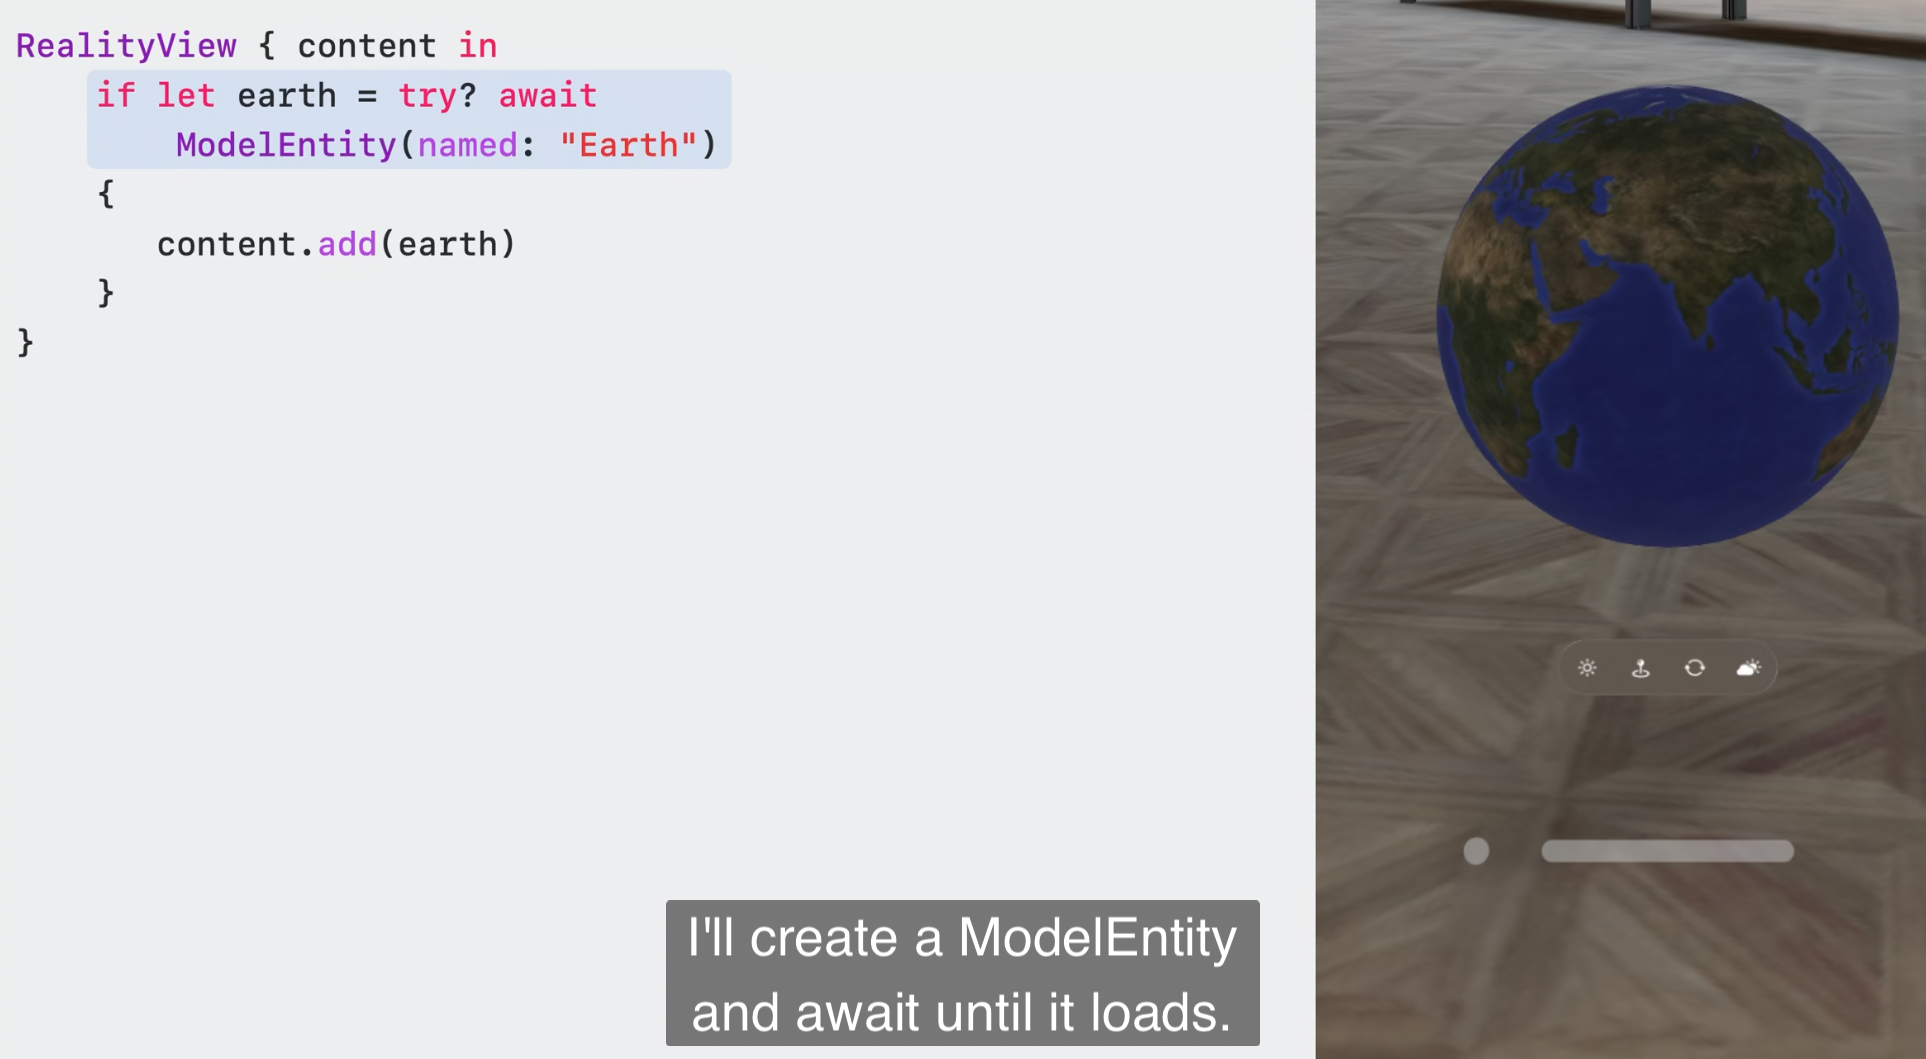 RealityView { content in
    if let earth = try? await
        ModelEntity(named: "Earth")
    {
       content.add(earth)
    }
}
I'll create a ModelEntity
and await until it loads.